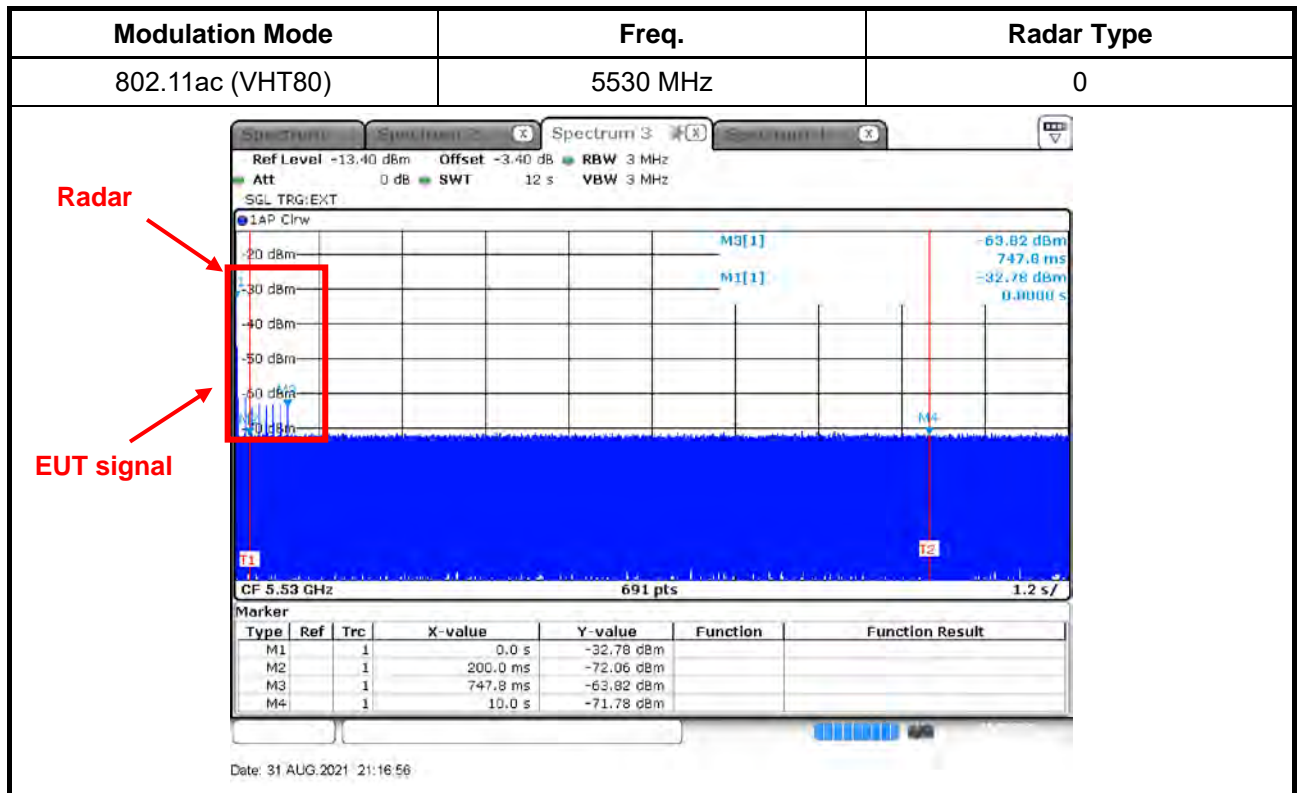 Modulation Mode Freq. Radar Type
802.11ac (VHT80) 5530 MHz 0
Spectrum 2 X Spectrum 3 X X
Ref Level -13.40 dBm Offset -3.40 dB RBW 3 MHz
Att 0 dB SWT 12 s VBW 3 MHz
SGL TRG:EXT
Radar
1AP Clrw
M3[1] -63.82 dBm
-20 dBm 747.8 ms
M1[1] -32.78 dBm
-30 dBm 0.0000 s
-40 dBm
-50 dBm
-60 dBm M3
M4
-70 dBm
EUT signal
T1 T2
CF 5.53 GHz 691 pts 1.2 s/
Marker
Type Ref Trc X-value Y-value Function Function Result
M1 1 0.0 s -32.78 dBm
M2 1 200.0 ms -72.06 dBm
M3 1 747.8 ms -63.82 dBm
M4 1 10.0 s -71.78 dBm
Date: 31 AUG.2021 21:16:56